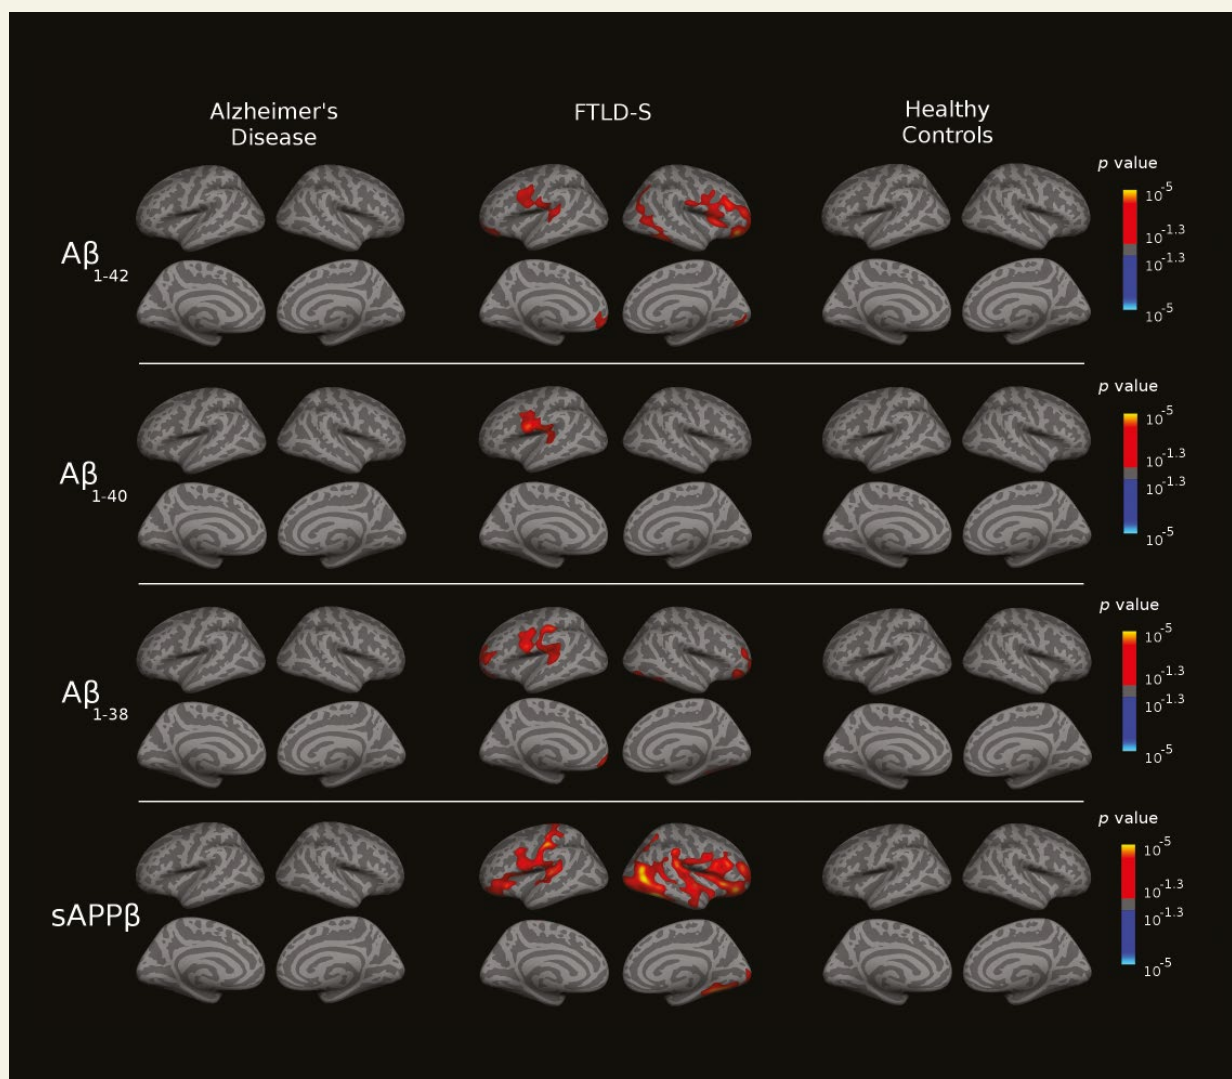 Alzheimer's
Disease
FTLD-S
Healthy
Controls
Aβ1-42
p value
10-5
10-1.3
10-1.3
10-5
Aβ1-40
p value
10-5
10-1.3
10-1.3
10-5
Aβ1-38
p value
10-5
10-1.3
10-1.3
10-5
sAPPβ
p value
10-5
10-1.3
10-1.3
10-5